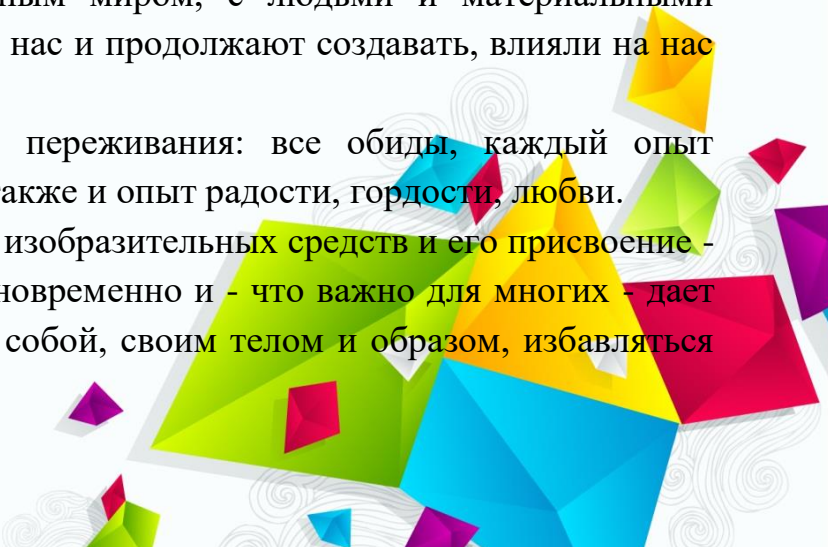 ным миром, с людьми и материальными
нас и продолжают создавать, влияли на нас
переживания: все обиды, каждый опыт
также и опыт радости, гордости, любви.
изобразительных средств и его присвоение -
новременно и - что важно для многих - дает
собой, своим телом и образом, избавляться